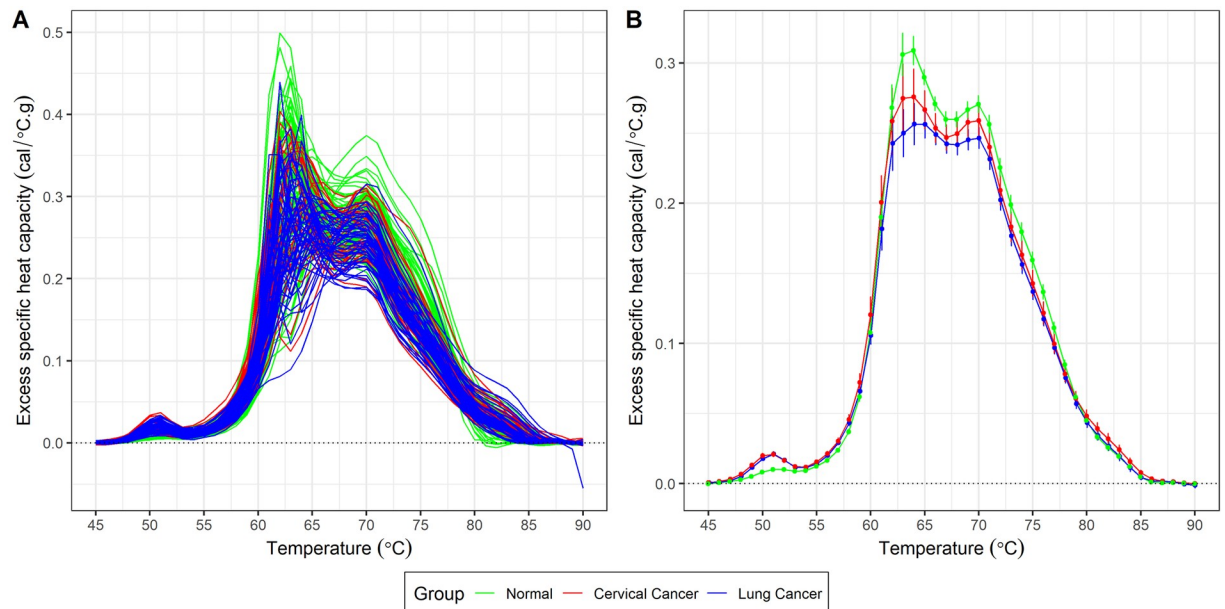 A
B
Excess specific heat capacity (cal/°C.g)
0.5
0.4
0.3
0.2
0.1
0.0
45 50 55 60 65 70 75 80 85 90
Temperature (°C)
Excess specific heat capacity (cal/°C.g)
0.3
0.2
0.1
0.0
45 50 55 60 65 70 75 80 85 90
Temperature (°C)
Group Normal Cervical Cancer Lung Cancer